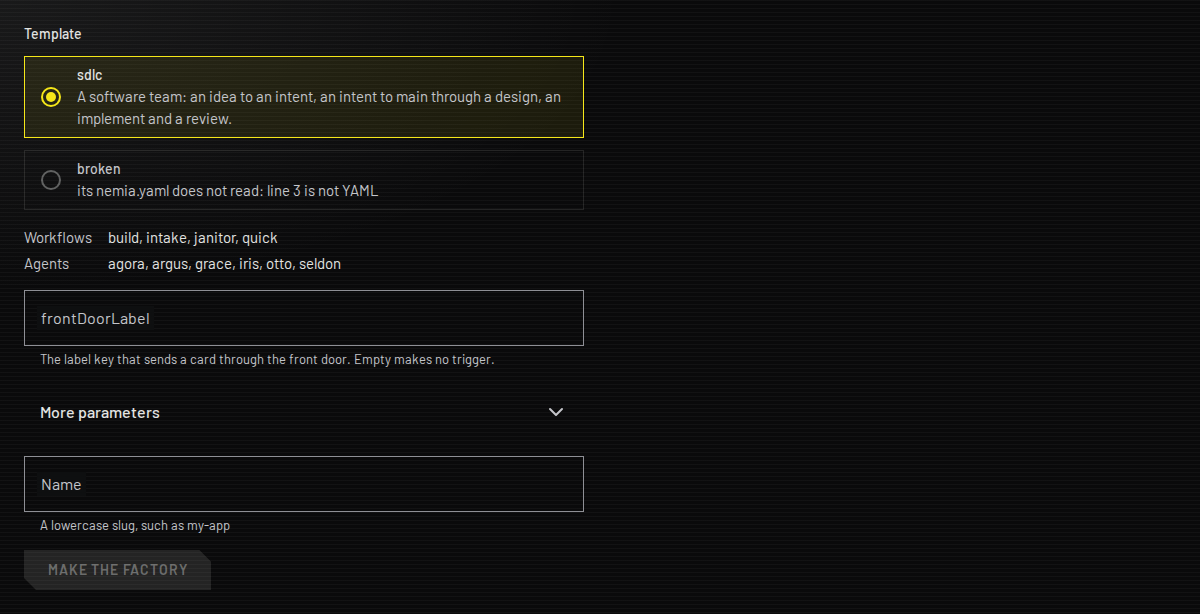 Template
sdlc
A software team: an idea to an intent, an intent to main through a design, an
implement and a review.
broken
its nemia.yaml does not read: line 3 is not YAML
Workflows build, intake, janitor, quick
Agents agora, argus, grace, iris, otto, seldon
frontDoorLabel
The label key that sends a card through the front door. Empty makes no trigger.
More parameters
Name
A lowercase slug, such as my-app
MAKE THE FACTORY